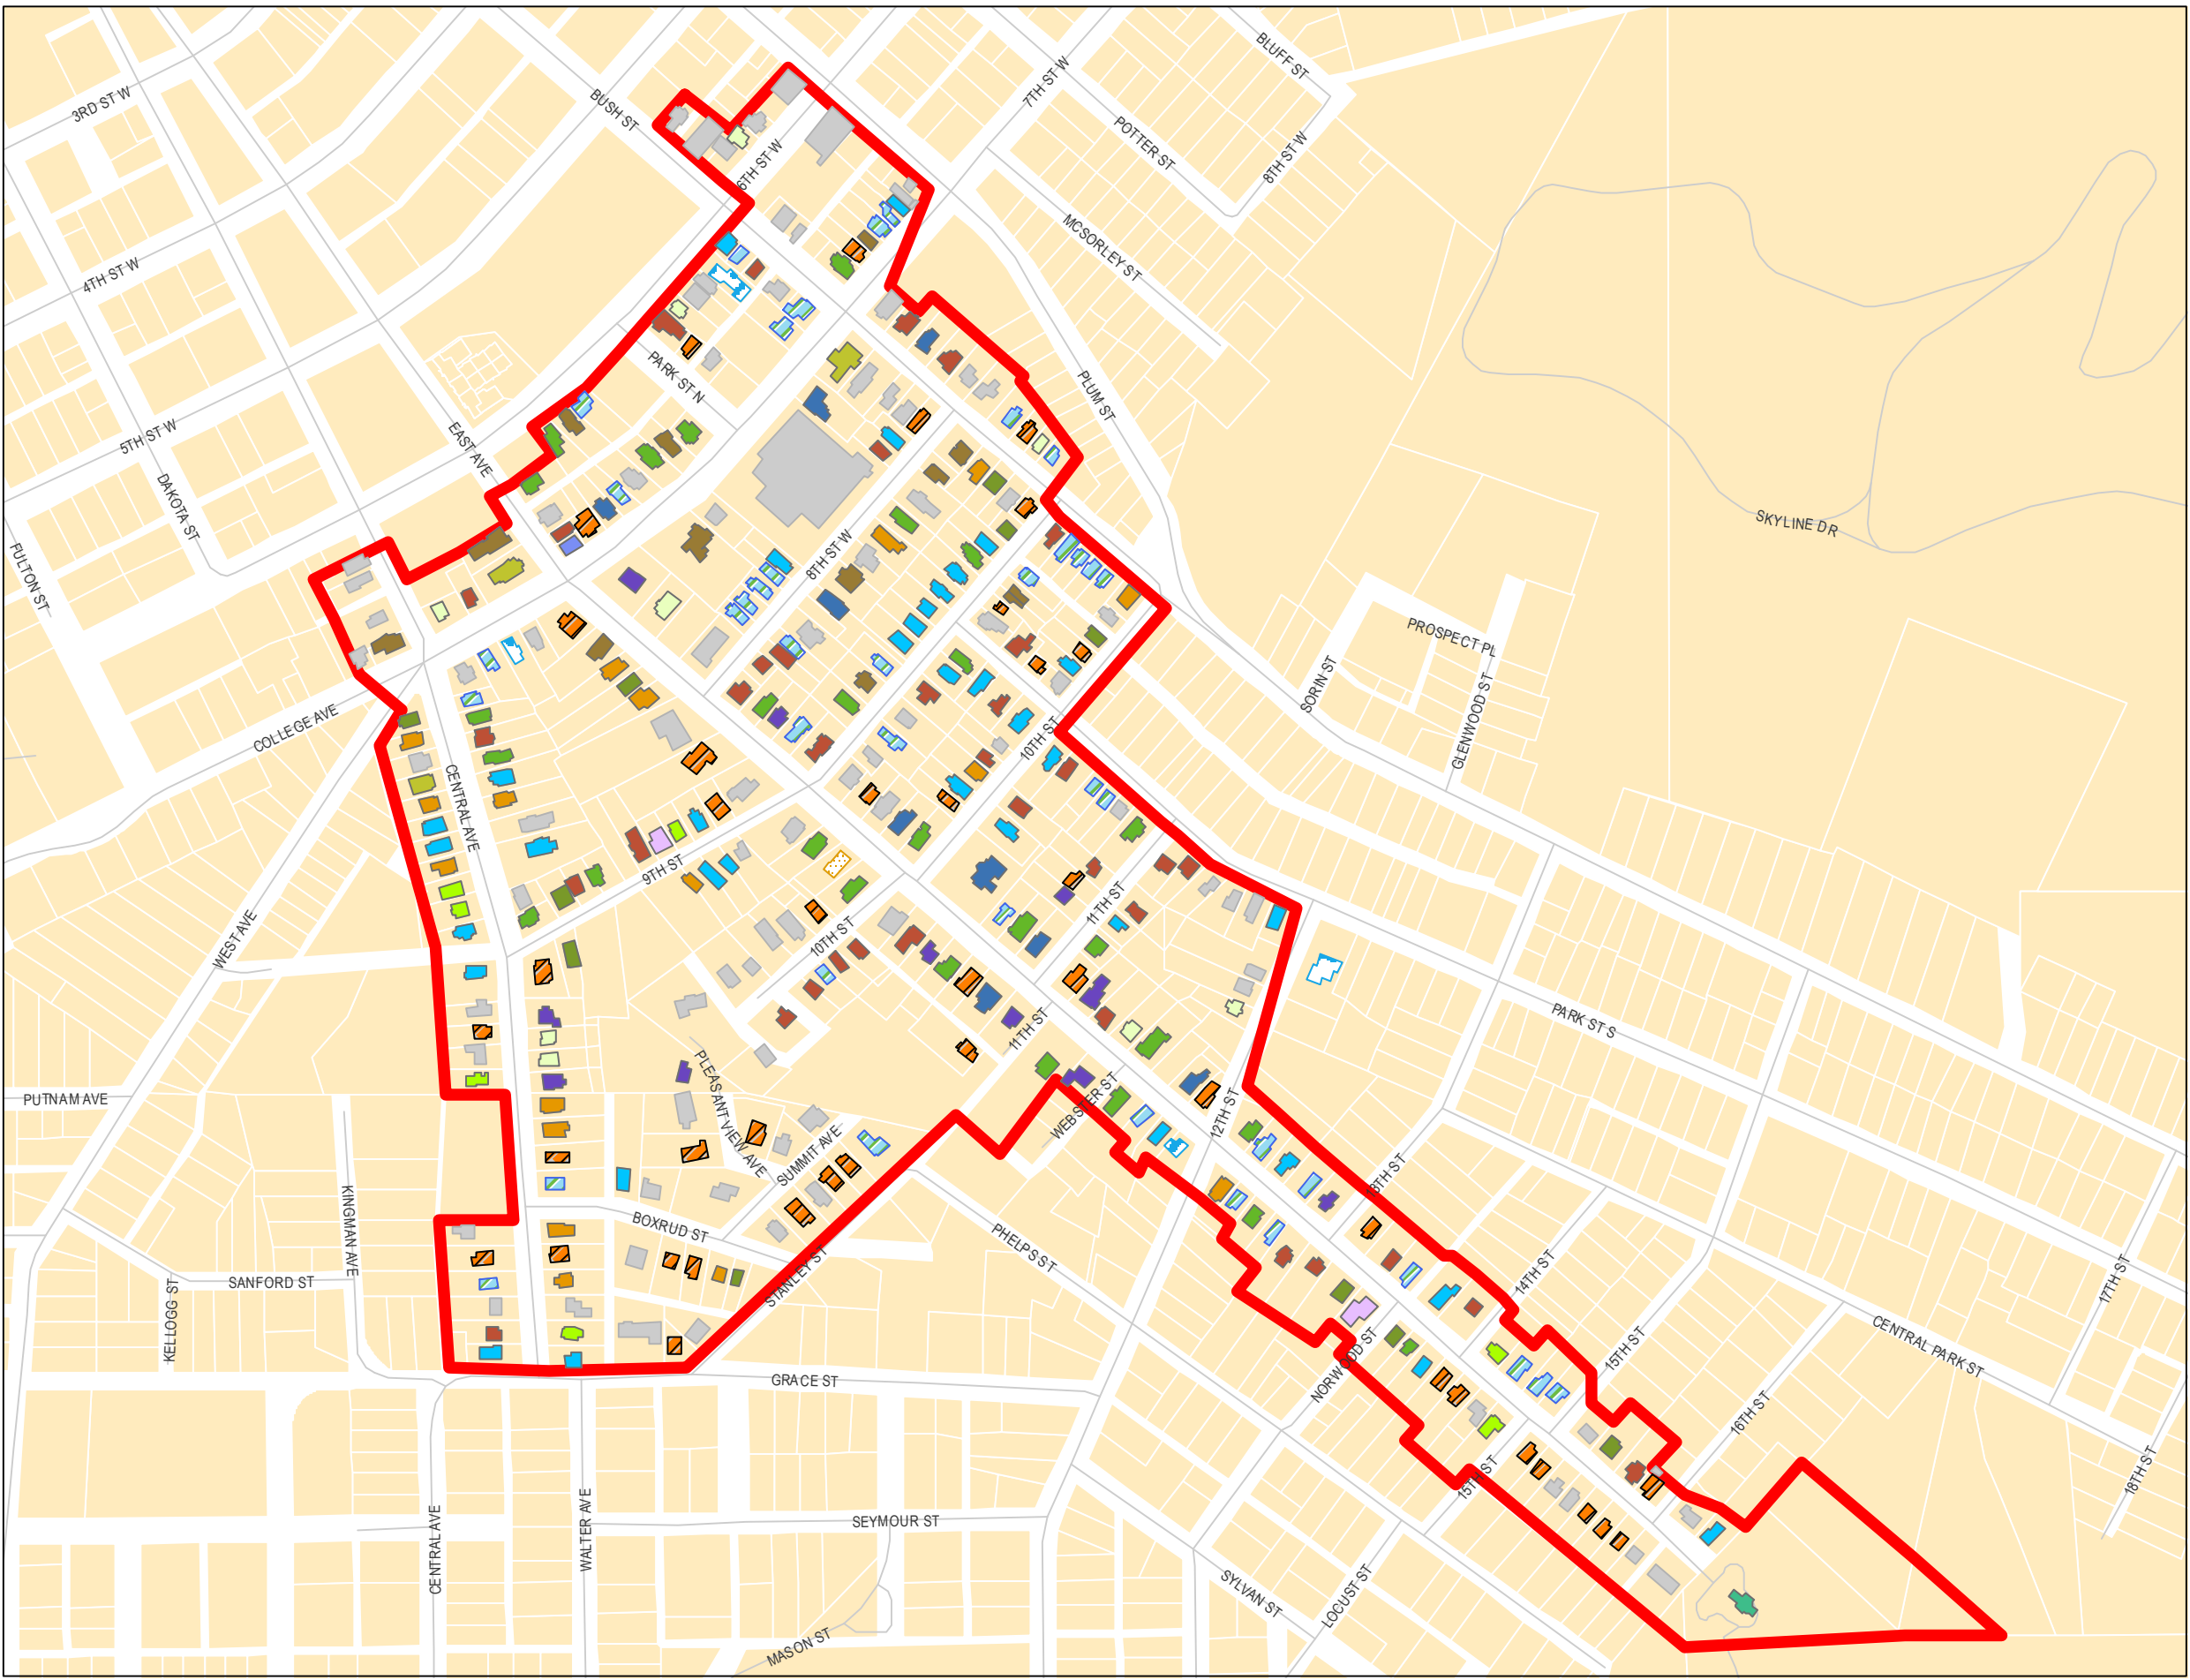 BLUFF ST
7TH ST W
3RD ST W
BUSH ST
POTTER ST
8TH ST W
6TH ST W
MCSORLEY ST
4TH ST W
PARK ST N
PLUM ST
5TH ST W
EAST AVE
DAKOTA ST
SKYLINE DR
FULTON ST
8TH ST W
PROSPECT PL
SORIN ST
GLENWOOD ST
COLLEGE AVE
10TH ST
CENTRAL AVE
9TH ST
11TH ST
WEST AVE
10TH ST
PARK ST S
11TH ST
PUTNAM AVE
PLEASANT VIEW AVE
WEBSTER ST
12TH ST
SUMMIT AVE
13TH ST
KINGMAN AVE
BOXRUD ST
PHELPS ST
STANLEY ST
14TH ST
17TH ST
SANFORD ST
KELLOGG ST
CENTRAL PARK ST
15TH ST
NORWOOD ST
GRACE ST
16TH ST
15TH ST
18TH ST
SEYMOUR ST
CENTRAL AVE
WALTER AVE
SYLVAN ST
LOCUST ST
MASON ST